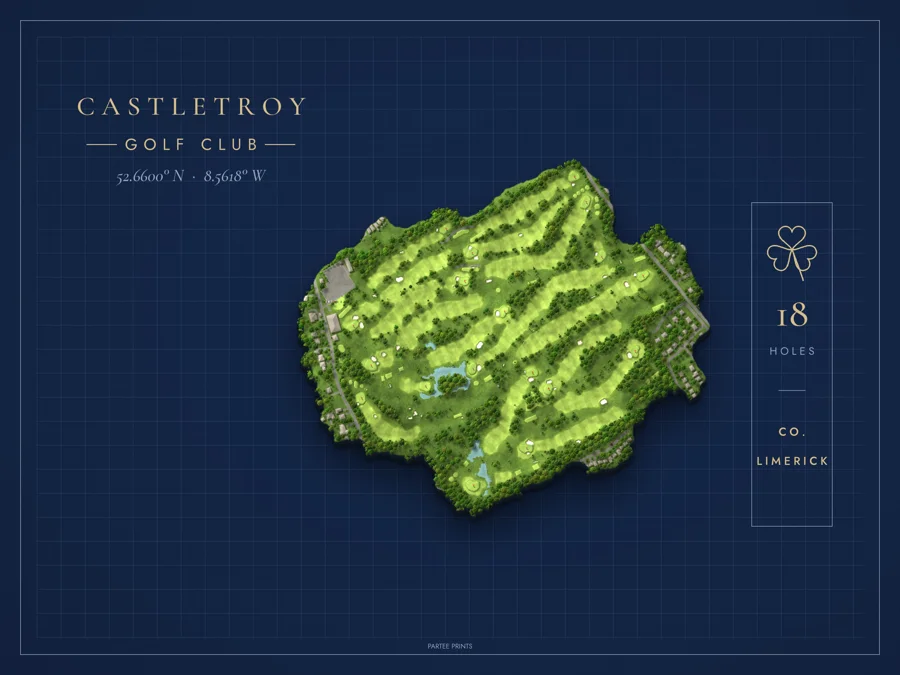 CASTLETROY
GOLF CLUB
52.6600° N · 8.5618° W
18
HOLES
CO.
LIMERICK
PARTEE PRINTS